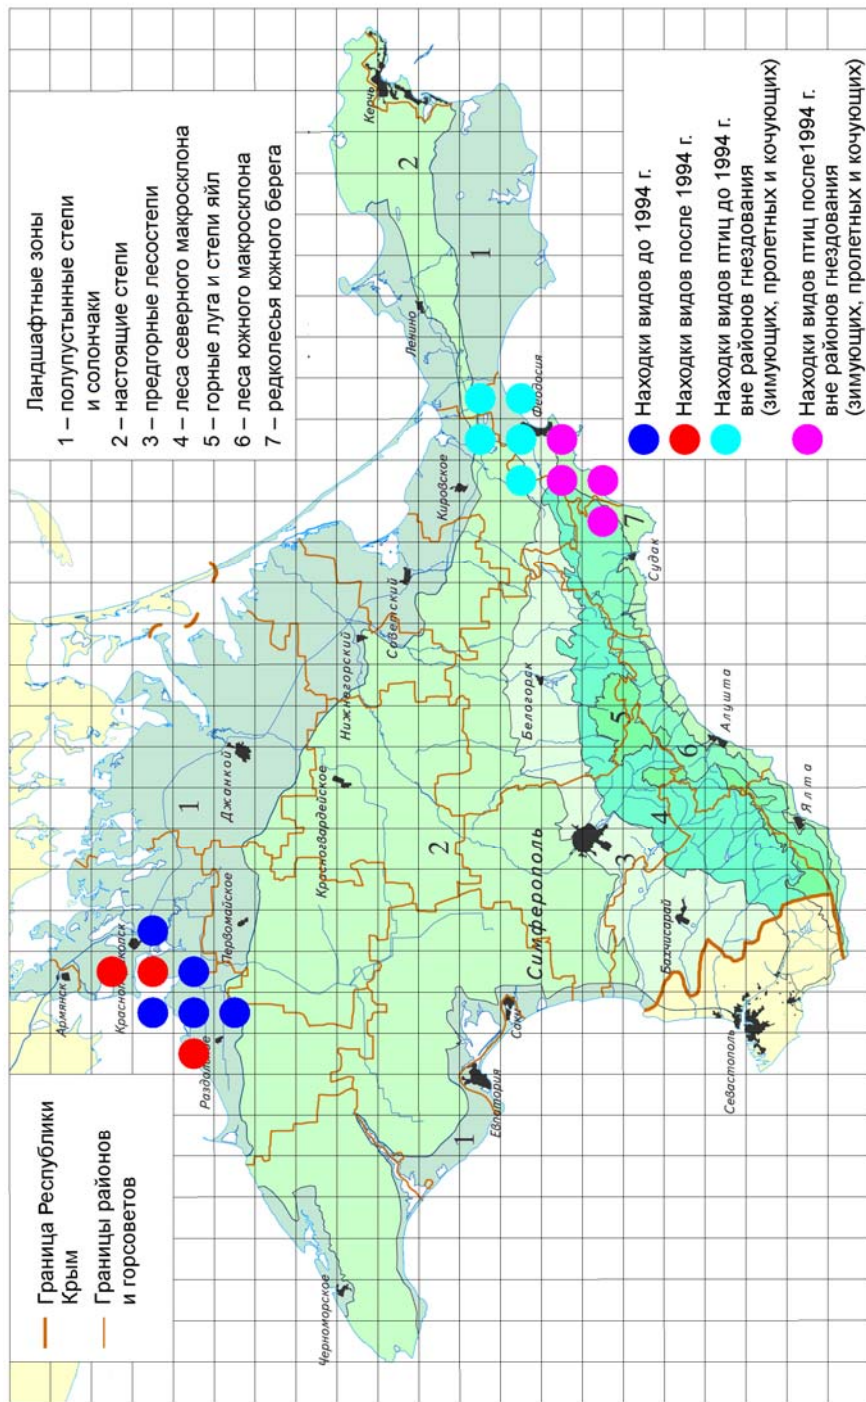 Граница Республики
Крым
Границы районов
и горсоветов
Ландшафтные зоны
1 – полупустынные степи
и солончаки
2 – настоящие степи
3 – предгорные лесостепи
4 – леса северного макросклона
5 – горные луга и степи яйл
6 – леса южного макросклона
7 – редколесья южного берега
Армянск
Джанкой
1
Первомайское
Раздольное
Нижнегорский
Советский
Кировское
Ленино
Керчь
2
1
Черноморское
Красногвардейское
2
1
Евпатория
Саки
Симферополь
Белогорск
Феодосия
3
4
5
6
7
Бахчисарай
Судак
Алушта
Ялта
Севастополь
Находки видов до 1994 г.
Находки видов после 1994 г.
Находки видов птиц до 1994 г.
вне районов гнездования
(зимующих, пролетных и кочующих)
Находки видов птиц после1994 г.
вне районов гнездования
(зимующих, пролетных и кочующих)